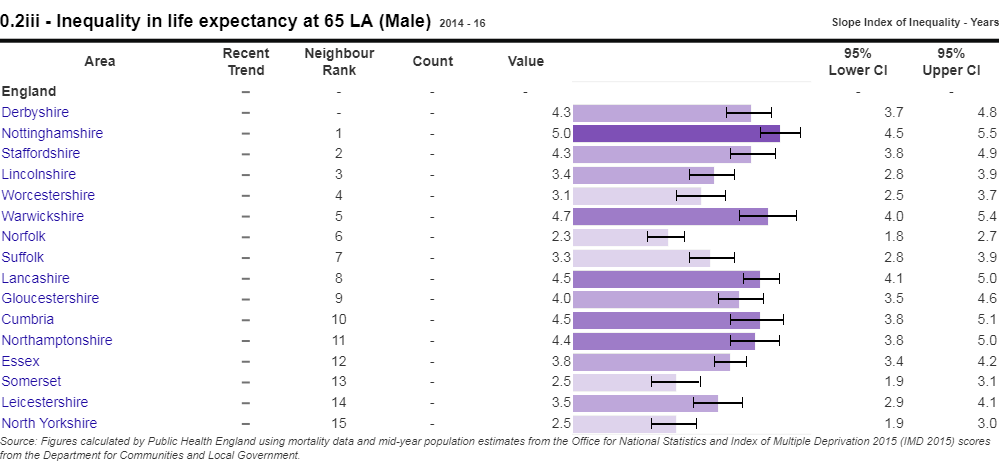 0.2iii - Inequality in life expectancy at 65 LA (Male) 2014 - 16 Slope Index of Inequality - Years
Area Recent Trend Neighbour Rank Count Value 95% Lower CI 95% Upper CI
England – - - - - -
Derbyshire – - - 4.3 3.7 4.8
Nottinghamshire – 1 - 5.0 4.5 5.5
Staffordshire – 2 - 4.3 3.8 4.9
Lincolnshire – 3 - 3.4 2.8 3.9
Worcestershire – 4 - 3.1 2.5 3.7
Warwickshire – 5 - 4.7 4.0 5.4
Norfolk – 6 - 2.3 1.8 2.7
Suffolk – 7 - 3.3 2.8 3.9
Lancashire – 8 - 4.5 4.1 5.0
Gloucestershire – 9 - 4.0 3.5 4.6
Cumbria – 10 - 4.5 3.8 5.1
Northamptonshire – 11 - 4.4 3.8 5.0
Essex – 12 - 3.8 3.4 4.2
Somerset – 13 - 2.5 1.9 3.1
Leicestershire – 14 - 3.5 2.9 4.1
North Yorkshire – 15 - 2.5 1.9 3.0
Source: Figures calculated by Public Health England using mortality data and mid-year population estimates from the Office for National Statistics and Index of Multiple Deprivation 2015 (IMD 2015) scores
from the Department for Communities and Local Government.